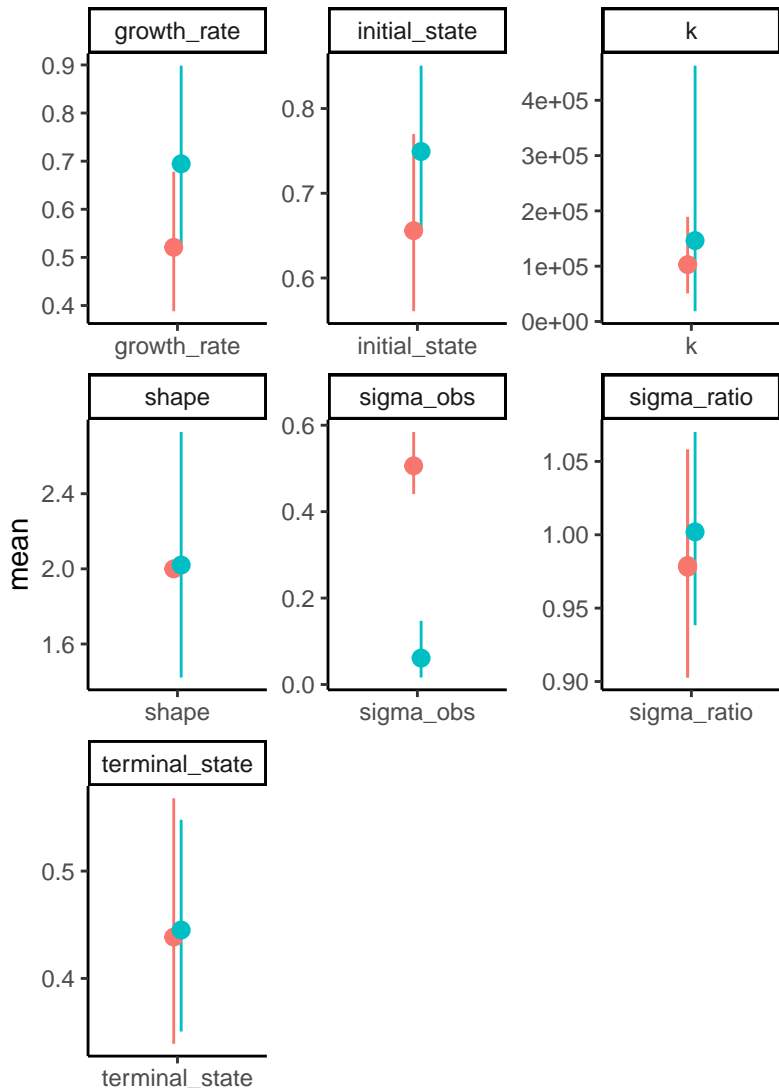 mean
growth_rate
0.9
0.8
0.7
0.6
0.5
0.4
growth_rate
initial_state
0.8
0.7
0.6
initial_state
k
4e+05
3e+05
2e+05
1e+05
0e+00
k
shape
2.4
2.0
1.6
shape
sigma_obs
0.6
0.4
0.2
0.0
sigma_obs
sigma_ratio
1.05
1.00
0.95
0.90
sigma_ratio
terminal_state
0.5
0.4
terminal_state